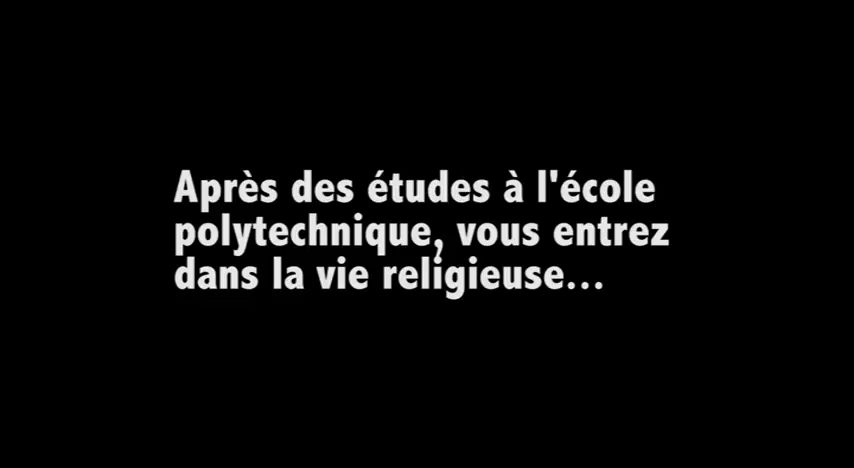 Après des études à l'école
polytechnique, vous entrez
dans la vie religieuse...